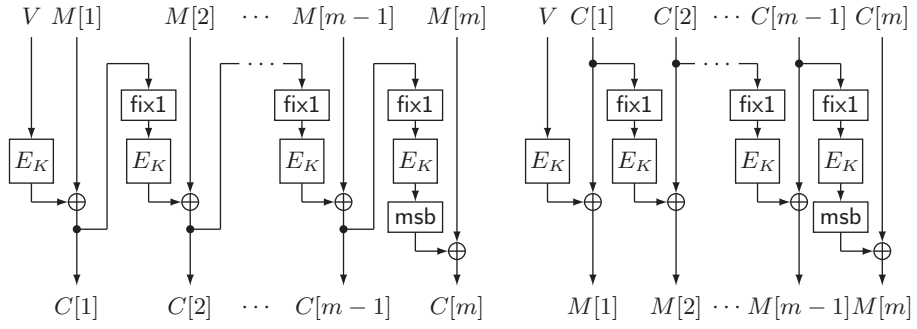 V M[1] M[2] ··· M[m − 1] M[m]
··· 
fix1 fix1 fix1
E_K E_K E_K E_K
msb
C[1] C[2] ··· C[m−1] C[m]
V C[1] C[2] ··· C[m−1] C[m]
···
fix1 fix1 fix1
E_K E_K E_K E_K
msb
M[1] M[2] ··· M[m−1] M[m]